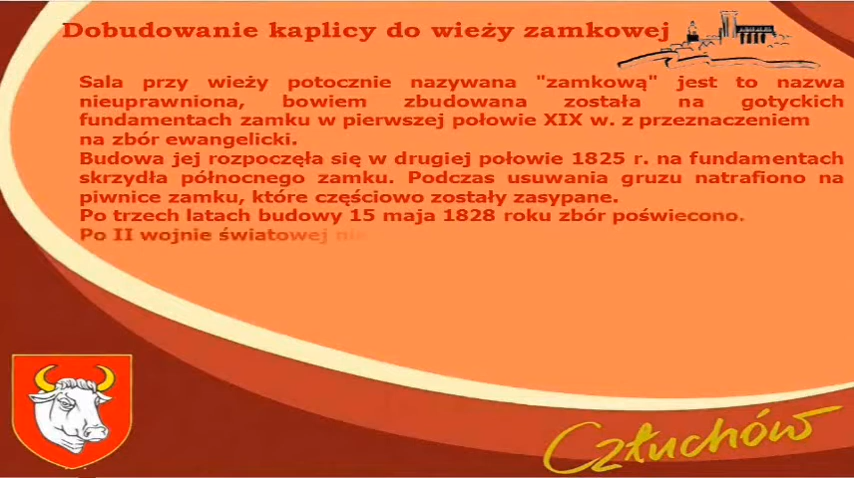 Dobudowanie kaplicy do wieży zamkowej
Sala przy wieży potocznie nazywana "zamkową" jest to nazwa
nieuprawniona, bowiem zbudowana została na gotyckich
fundamentach zamku w pierwszej połowie XIX w. z przeznaczeniem
na zbór ewangelicki.
Budowa jej rozpoczęła się w drugiej połowie 1825 r. na fundamentach
skrzydła północnego zamku. Podczas usuwania gruzu natrafiono na
piwnice zamku, które częściowo zostały zasypane.
Po trzech latach budowy 15 maja 1828 roku zbór poświecono.
Po II wojnie światowej
Człuchów